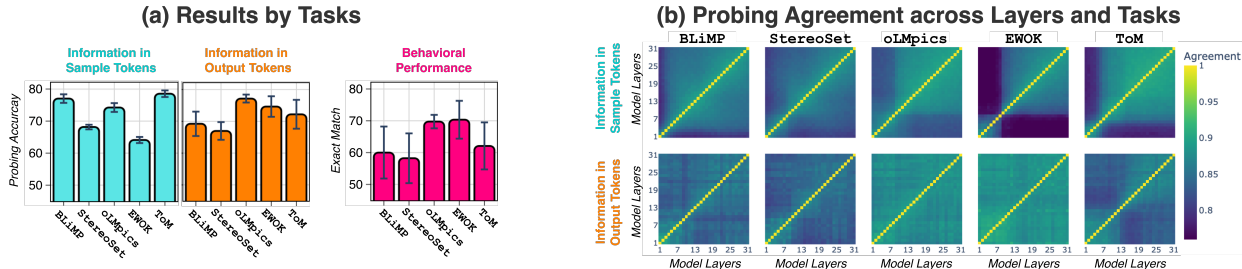 (a) Results by Tasks
Information in
Sample Tokens
Information in
Output Tokens
Behavioral
Performance
Probing Accurcay
80
70
60
50
BLiMP
StereoSet
oLMpics
EWOK
ToM
BLiMP
StereoSet
oLMpics
EWOK
ToM
Exact Match
80
70
60
50
BLiMP
StereoSet
oLMpics
EWOK
ToM
(b) Probing Agreement across Layers and Tasks
BLiMP
StereoSet
oLMpics
EWOK
ToM
Information in
Sample Tokens
Model Layers
31
25
19
13
7
1
Information in
Output Tokens
Model Layers
31
25
19
13
7
1
1 7 13 19 25 31
1 7 13 19 25 31
1 7 13 19 25 31
1 7 13 19 25 31
1 7 13 19 25 31
Model Layers
Model Layers
Model Layers
Model Layers
Model Layers
Agreement
1
0.95
0.9
0.85
0.8